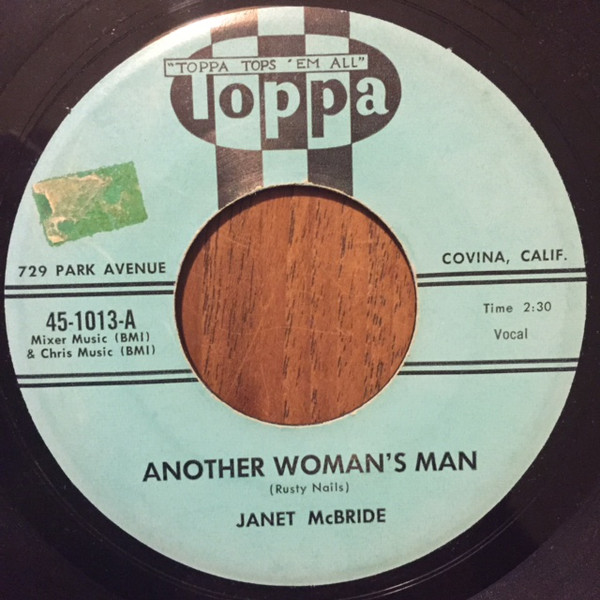 "TOPPA TOPS 'EM ALL"
Toppa
729 PARK AVENUE
COVINA, CALIF.
45-1013-A
Mixer Music (BMI)
& Chris Music (BMI)
Time 2:30
Vocal
ANOTHER WOMAN'S MAN
(Rusty Nails)
JANET McBRIDE